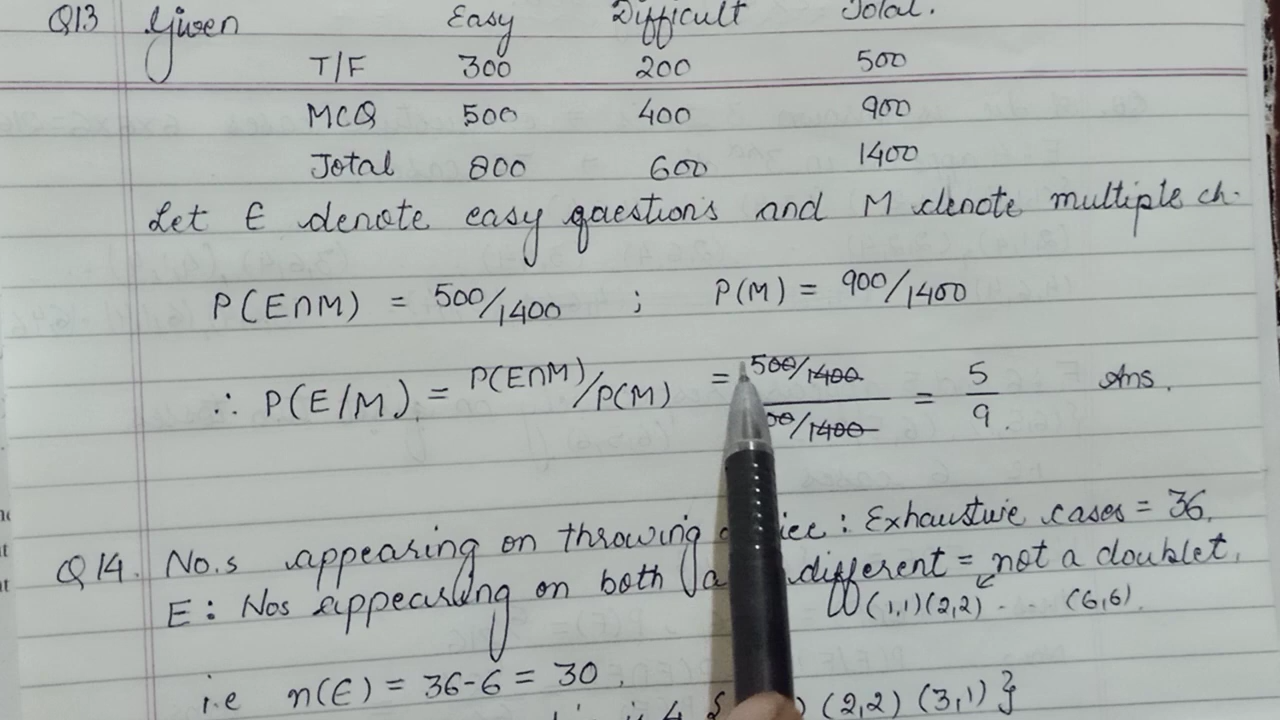 Q13 Given Easy Difficult Total.
T/F 300 200 500
MCQ 500 400 900
Total 800 600 1400
Let E denote easy questions and M denote multiple ch.
P(E∩M) = 500/1400 ; P(M) = 900/1400
∴ P(E/M) = P(E∩M)/P(M) = 500/1400 / 00/1400 = 5/9 Ans.
Q14. No.s appearing on throwing : Exhaustive cases = 36.
E : Nos appearing on both different = not a doublet.
(1,1)(2,2) - - (6,6).
i.e n(E) = 36-6 = 30.
4 { (2,2) (3,1)}